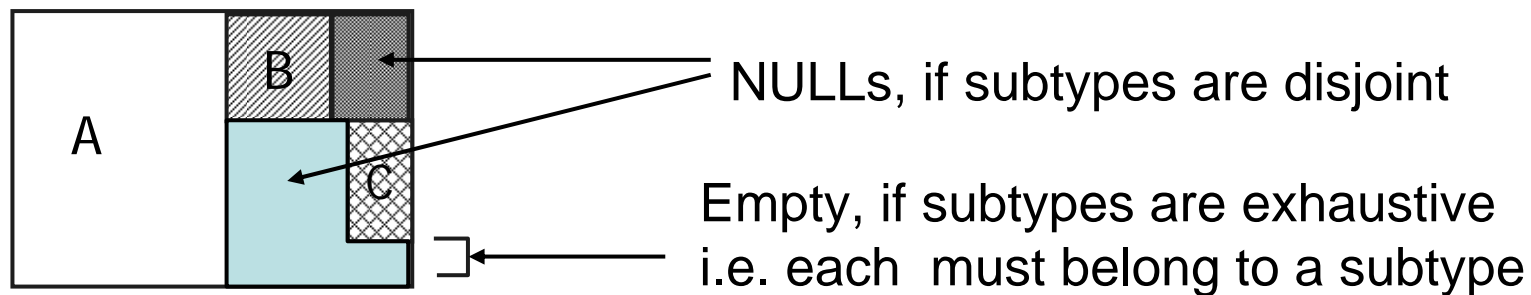 B
NULLs, if subtypes are disjoint
A
C
Empty, if subtypes are exhaustive
i.e. each must belong to a subtype